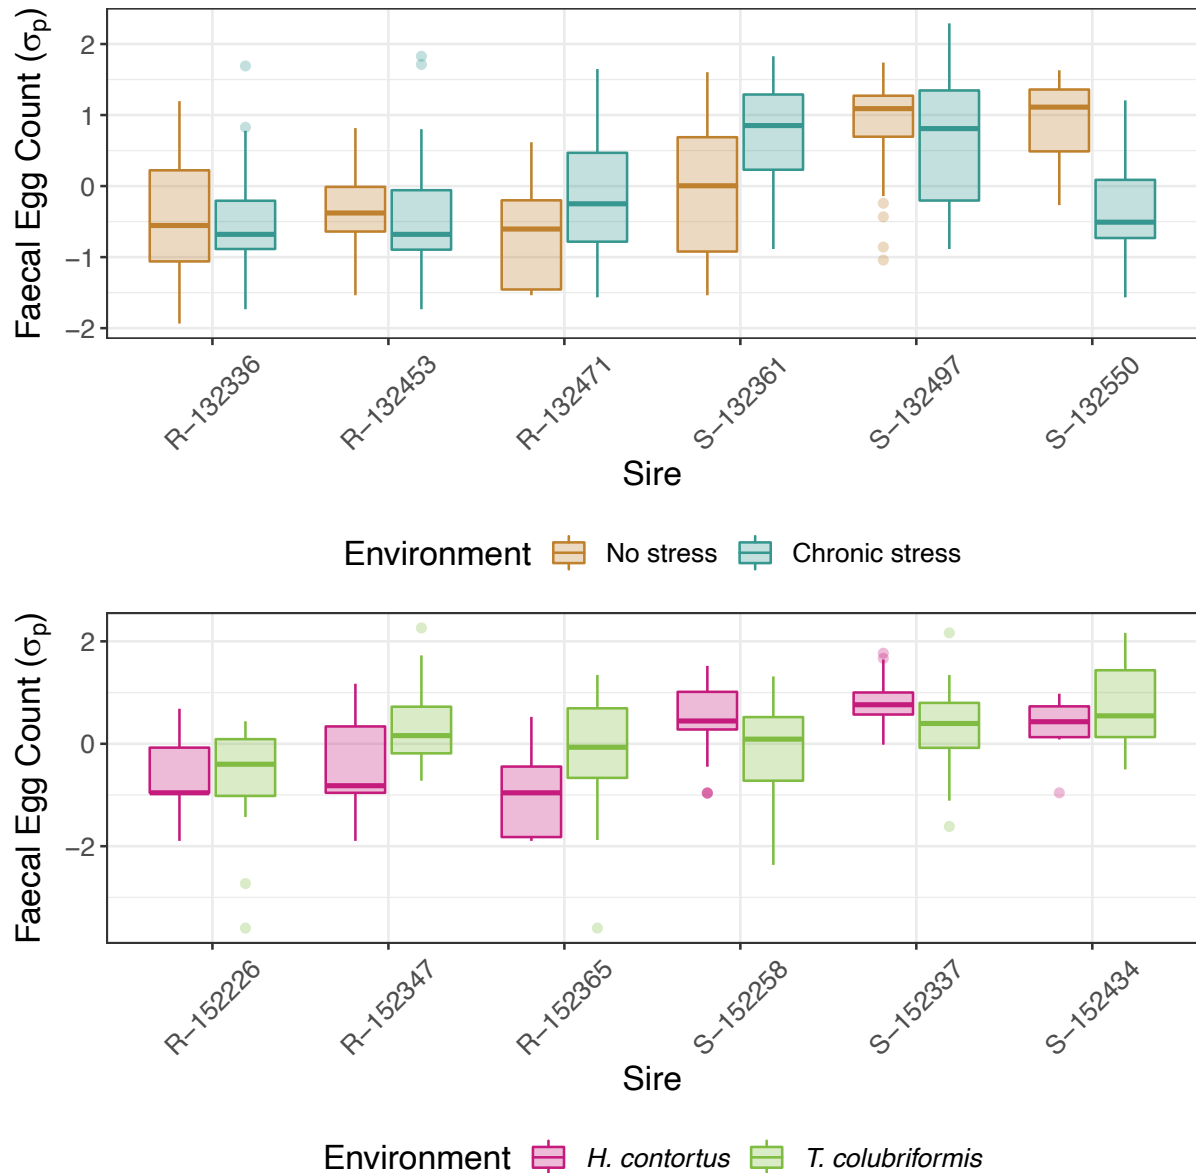 Faecal Egg Count (σp)
2
1
0
−1
−2
R−132336
R−132453
R−132471
S−132361
S−132497
S−132550
Sire
Environment No stress Chronic stress
Faecal Egg Count (σp)
2
0
−2
R−152226
R−152347
R−152365
S−152258
S−152337
S−152434
Sire
Environment H. contortus T. colubriformis